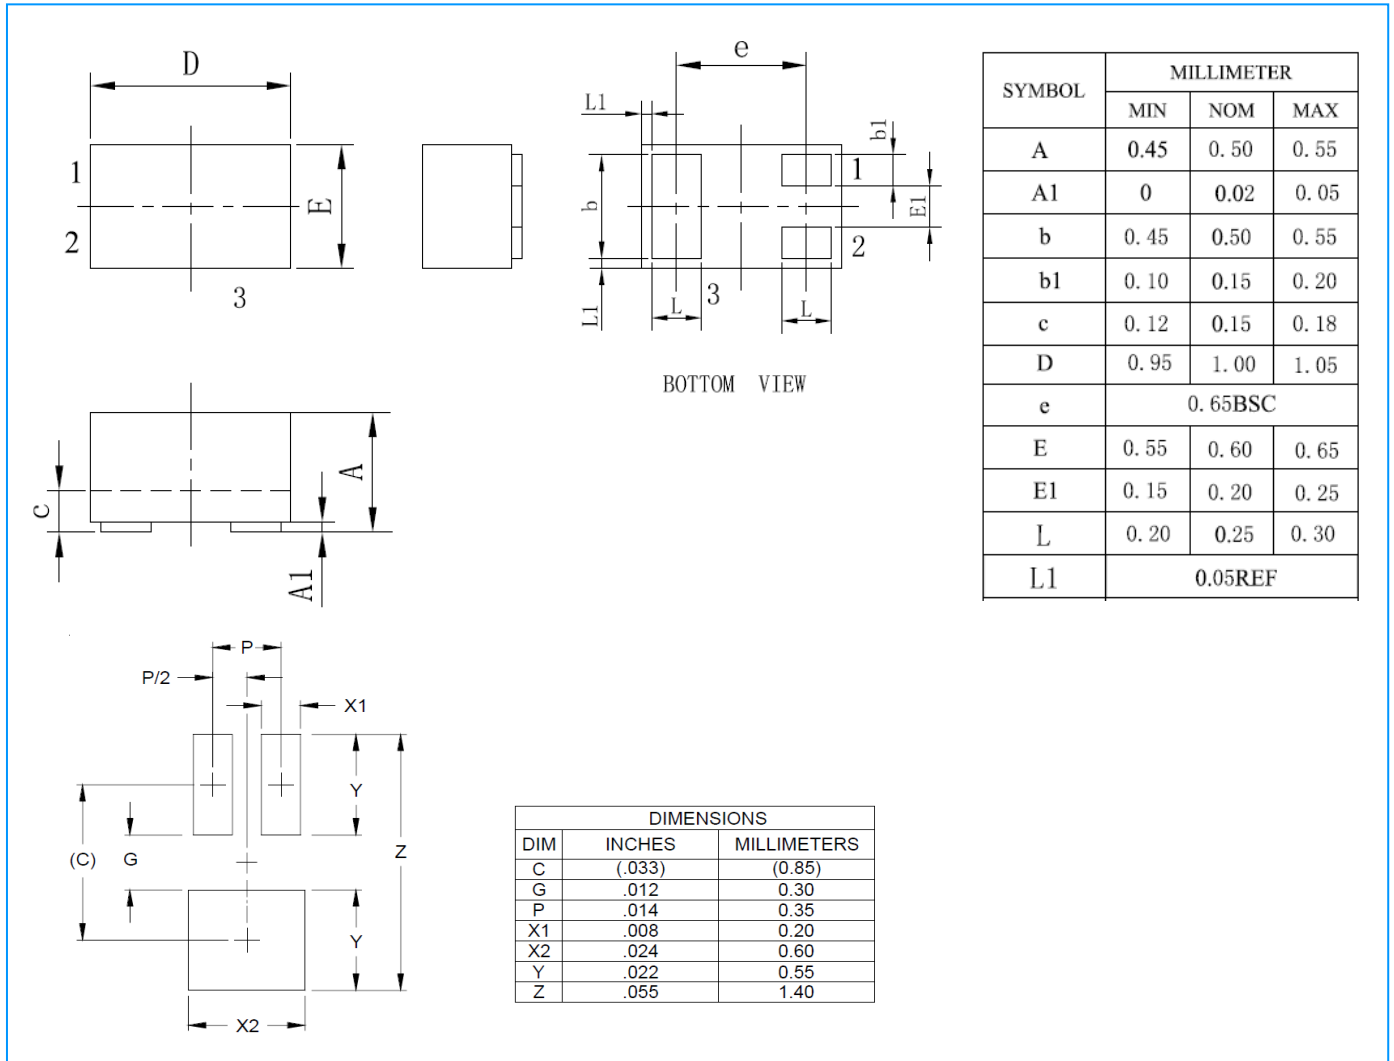 D
1
2
3
E
e
L1
b1
1
b
E1
2
L1
L
3
L
BOTTOM VIEW
c
A
A1
SYMBOL MILLIMETER
MIN NOM MAX
A 0.45 0.50 0.55
A1 0 0.02 0.05
b 0.45 0.50 0.55
b1 0.10 0.15 0.20
c 0.12 0.15 0.18
D 0.95 1.00 1.05
e 0.65BSC
E 0.55 0.60 0.65
E1 0.15 0.20 0.25
L 0.20 0.25 0.30
L1 0.05REF
P
P/2
X1
Y
(C) G Z
Y
X2
DIMENSIONS
DIM INCHES MILLIMETERS
C (.033) (0.85)
G .012 0.30
P .014 0.35
X1 .008 0.20
X2 .024 0.60
Y .022 0.55
Z .055 1.40